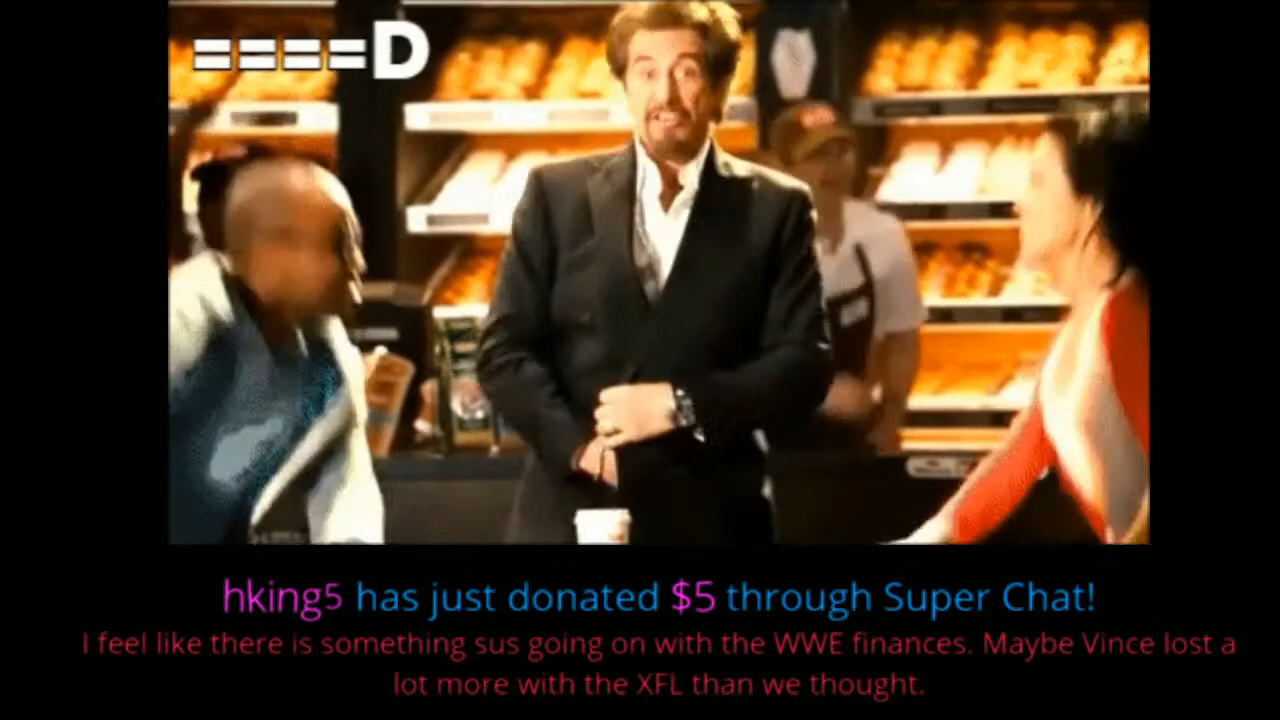 ====D
hking5 has just donated $5 through Super Chat!
I feel like there is something sus going on with the WWE finances. Maybe Vince lost a
lot more with the XFL than we thought.